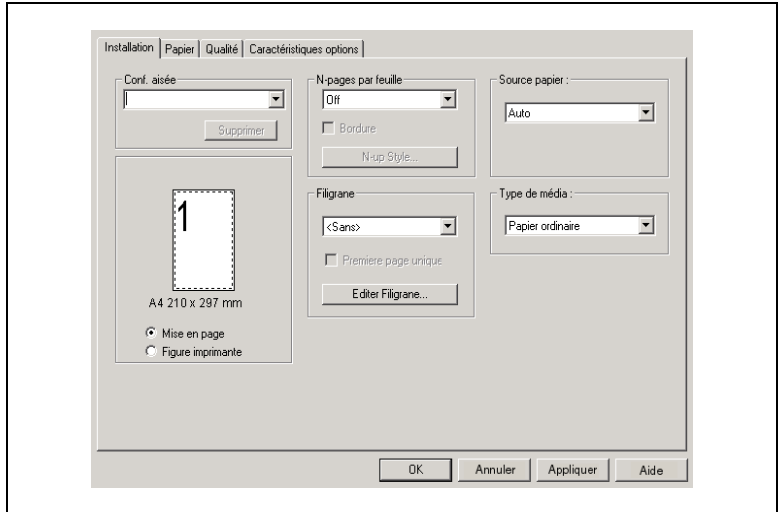 Installation
Papier
Qualité
Caractéristiques options
Conf. aisée
Supprimer
1
A4 210 x 297 mm
Mise en page
Figure imprimante
N-pages par feuille
Off
Bordure
N-up Style...
Filigrane
<Sans>
Premiere page unique
Editer Filigrane...
Source papier :
Auto
Type de média :
Papier ordinaire
OK
Annuler
Appliquer
Aide